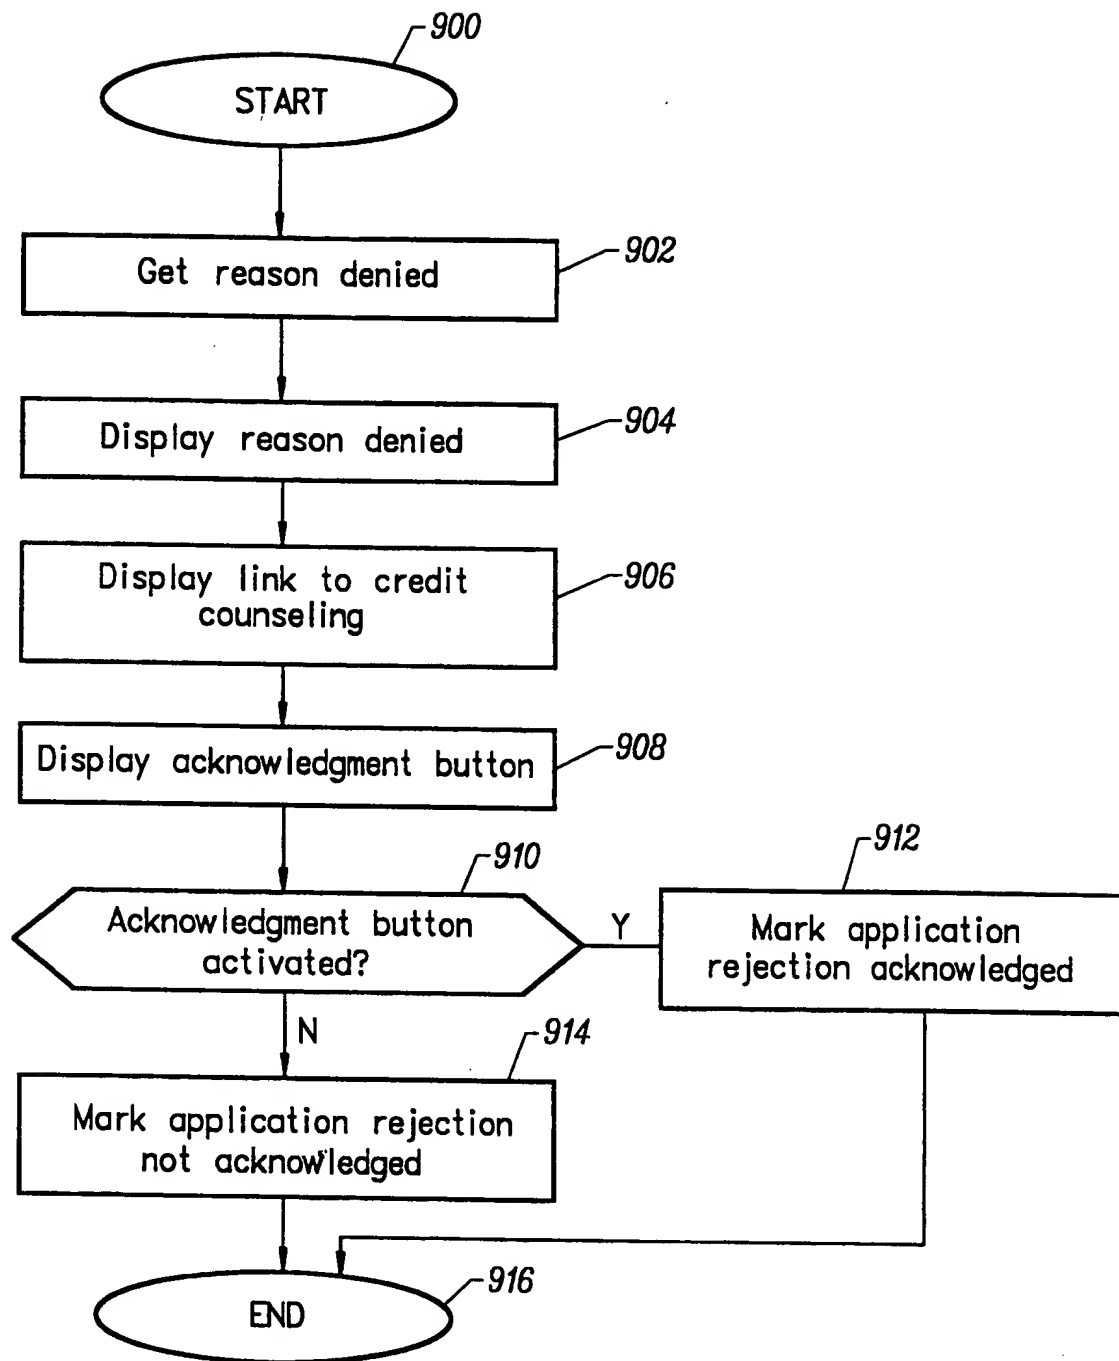 900
START
902
Get reason denied
904
Display reason denied
906
Display link to credit
counseling
908
Display acknowledgment button
910
Acknowledgment button
activated?
Y
912
Mark application
rejection acknowledged
N
914
Mark application rejection
not acknowledged
916
END